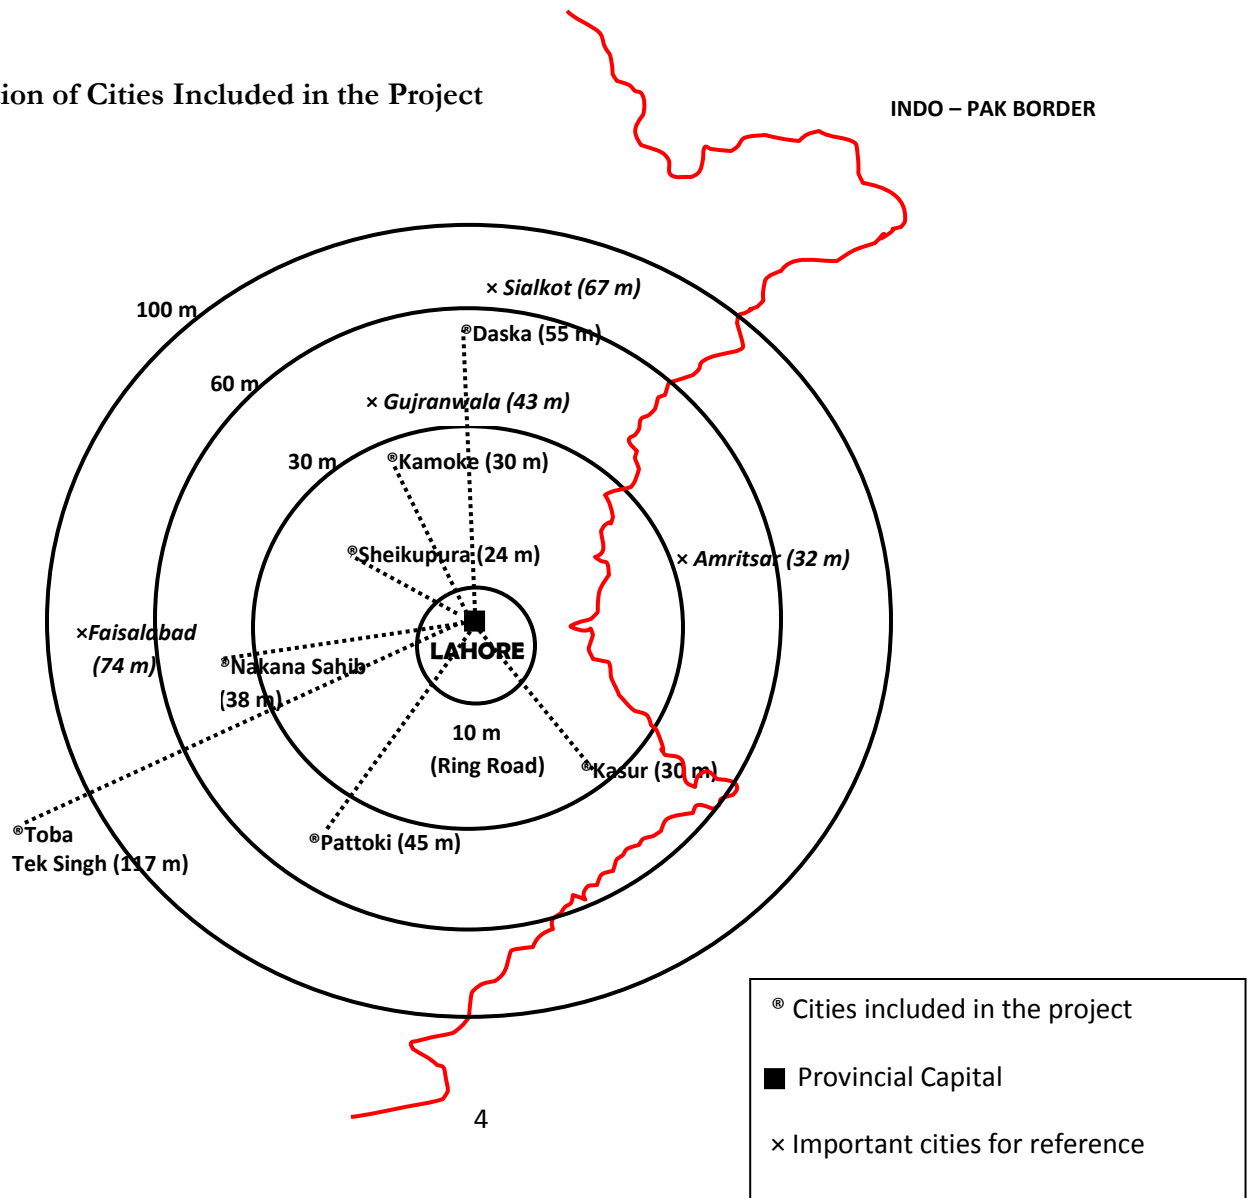 ion of Cities Included in the Project
INDO – PAK BORDER
× Sialkot (67 m)
100 m
®Daska (55 m)
60 m
× Gujranwala (43 m)
30 m
®Kamoke (30 m)
®Sheikupura (24 m)
× Amritsar (32 m)
×Faisalabad
(74 m)
LAHORE
®Nakana Sahib
(38 m)
10 m
(Ring Road)
®Kasur (30 m)
®Toba
Tek Singh (117 m)
®Pattoki (45 m)
® Cities included in the project
■ Provincial Capital
× Important cities for reference
4